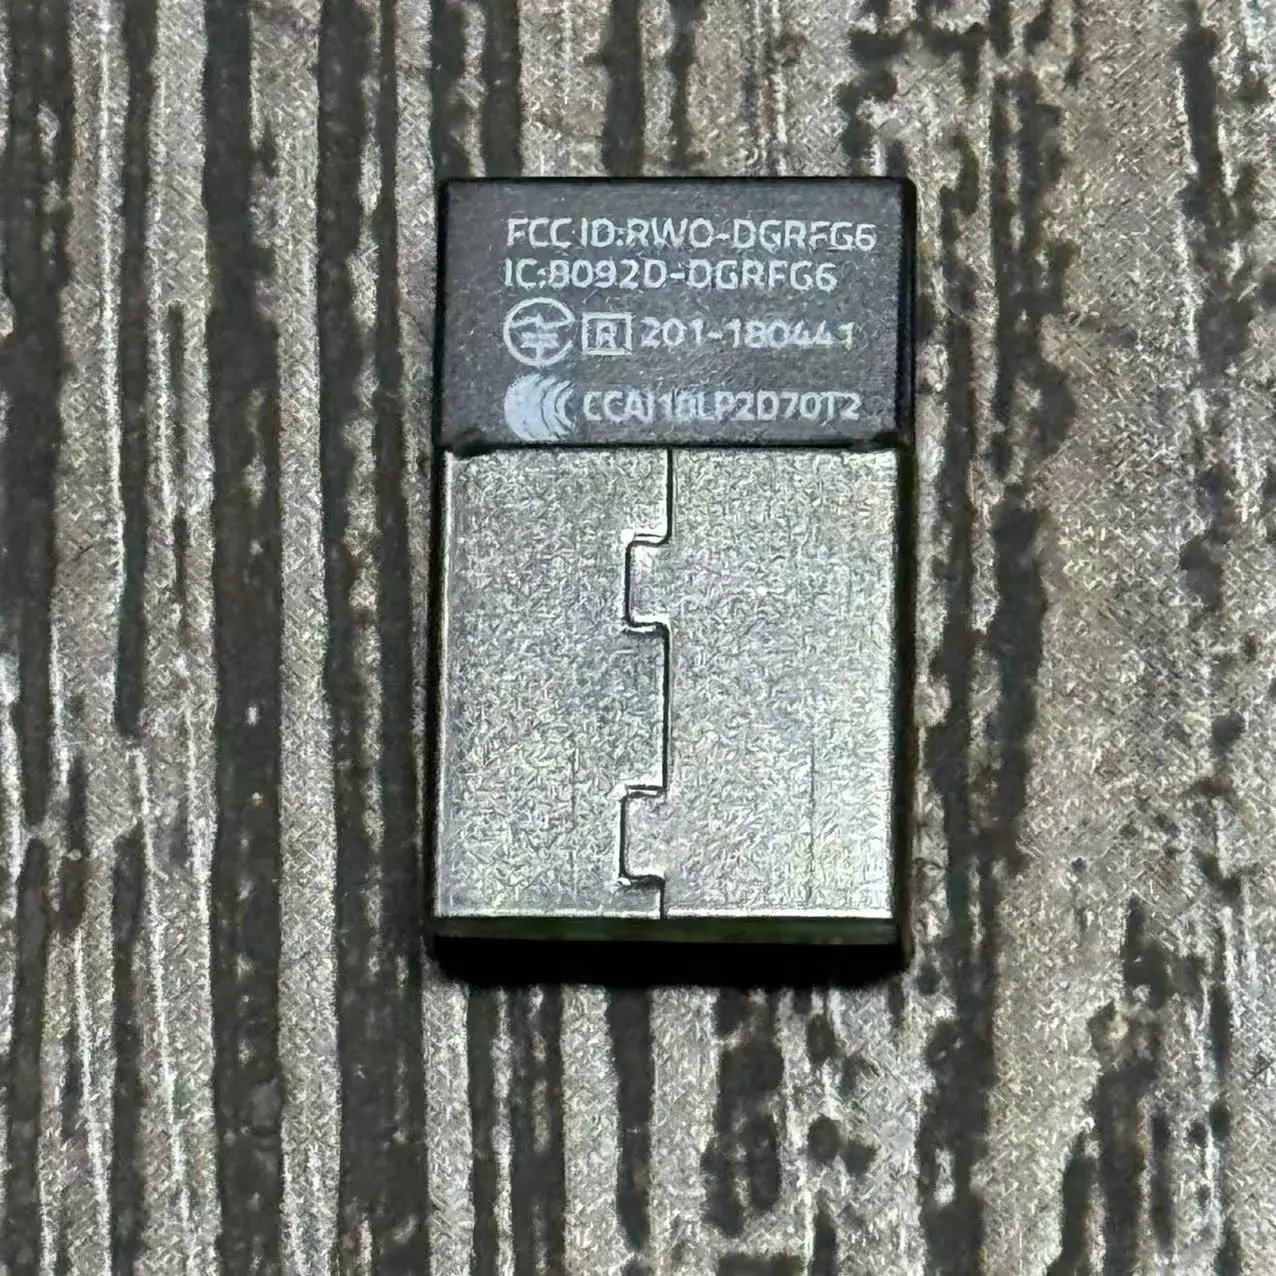 FCC ID:RWO-DGRFG6
IC:8092D-DGRFG6
R 201-180441
CCAJ18LP2D70T2